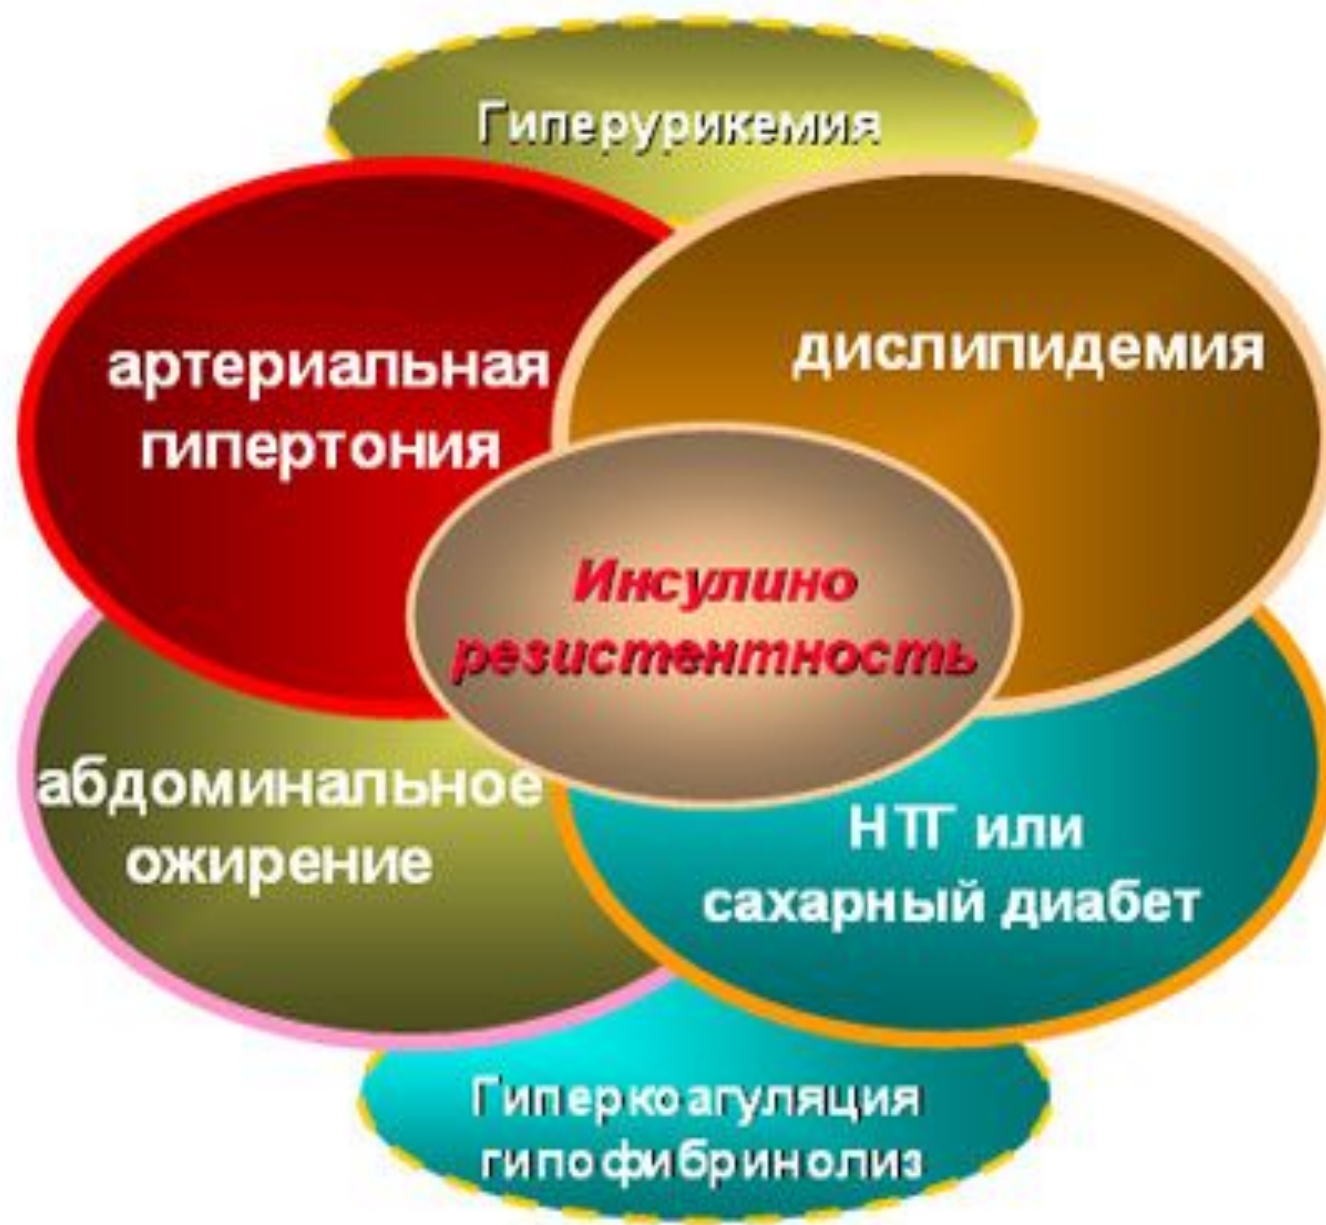 Гиперурикемия
артериальная
гипертония
дислипидемия
Инсулино
резистентность
абдоминальное
ожирение
НТГ или
сахарный диабет
Гиперкоагуляция
гипофибринолиз